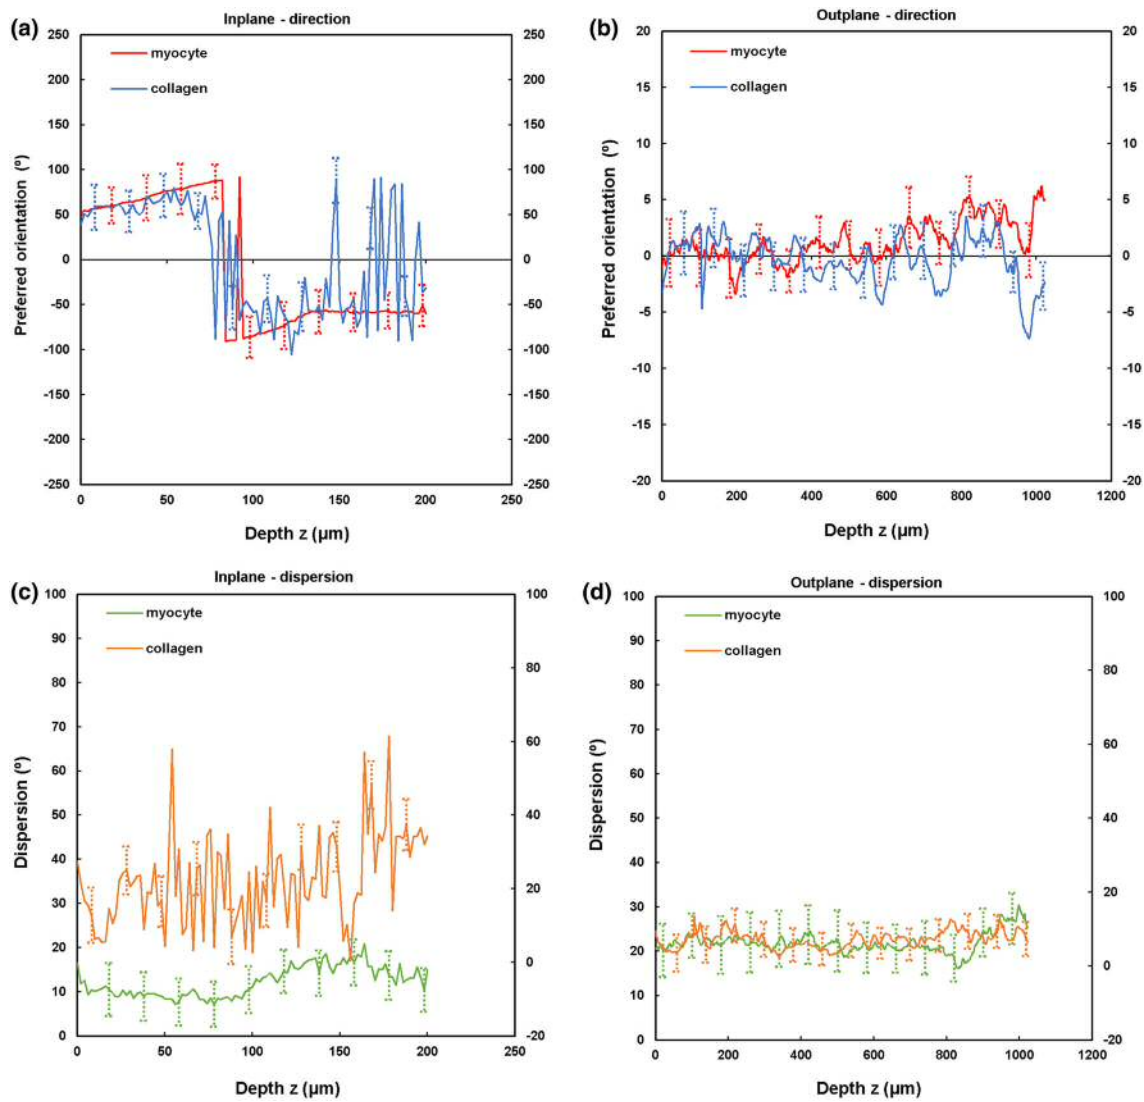 (a)
Inplane - direction
250 250
200 200
150 150
100 100
50 50
0 0
-50 -50
-100 -100
-150 -150
-200 -200
-250 -250
myocyte
collagen
Preferred orientation (º)
0 50 100 150 200 250
Depth z (µm)
(b)
Outplane - direction
20 20
15 15
10 10
5 5
0 0
-5 -5
-10 -10
-15 -15
-20 -20
myocyte
collagen
Preferred orientation (º)
0 200 400 600 800 1000 1200
Depth z (µm)
(c)
Inplane - dispersion
100 100
90
80 80
70
60 60
50
40 40
30
20 20
10 0
0 -20
myocyte
collagen
Dispersion (º)
0 50 100 150 200 250
Depth z (µm)
(d)
Outplane - dispersion
100 100
90
80 80
70
60 60
50
40 40
30
20 20
10 0
0 -20
myocyte
collagen
Dispersion (º)
0 200 400 600 800 1000 1200
Depth z (µm)